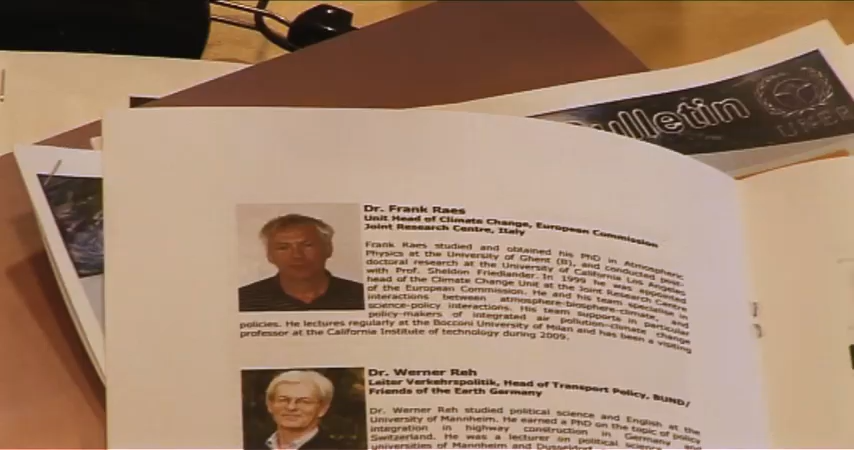 ulletin
UNEP
Dr. Frank Raes
Unit Head of Climate Change, European Commission
Joint Research Centre, Italy
Frank Raes studied and obtained his PhD in Atmospheric
Physics at the University of Ghent (B), and conducted post-
doctoral research at the University of California Los Angeles
with Prof. Sheldon Friedlander. In 1999 he was appointed
head of the Climate Change Unit at the Joint Research Centre
of the European Commission. He and his team specialise in
interactions between atmosphere-biosphere-climate, and
science-policy interactions. His team supports in particular
policy-makers of integrated air pollution-climate change
policies. He lectures regularly at the Bocconi University of Milan and has been a visiting
professor at the California Institute of technology during 2009.
Dr. Werner Reh
Leiter Verkehrspolitik, Head of Transport Policy, BUND/
Friends of the Earth Germany
Dr. Werner Reh studied political science and English at the
University of Mannheim. He earned a PhD on the topic of policy
integration in highway construction in Germany and
Switzerland. He was a lecturer on political science
universities of Mannheim and Dusseldorf